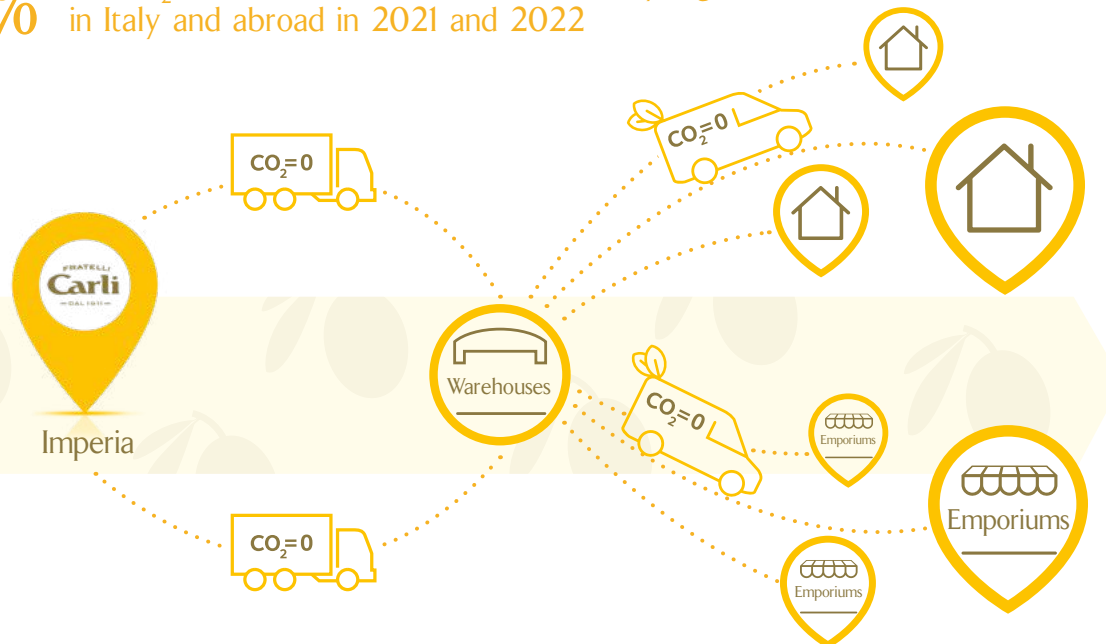 %
in Italy and abroad in 2021 and 2022
CO₂=0
CO₂=0
FRATELLI
Carli
DAL 1911
Warehouses
Imperia
CO₂=0
Emporiums
Emporiums
CO₂=0
Emporiums